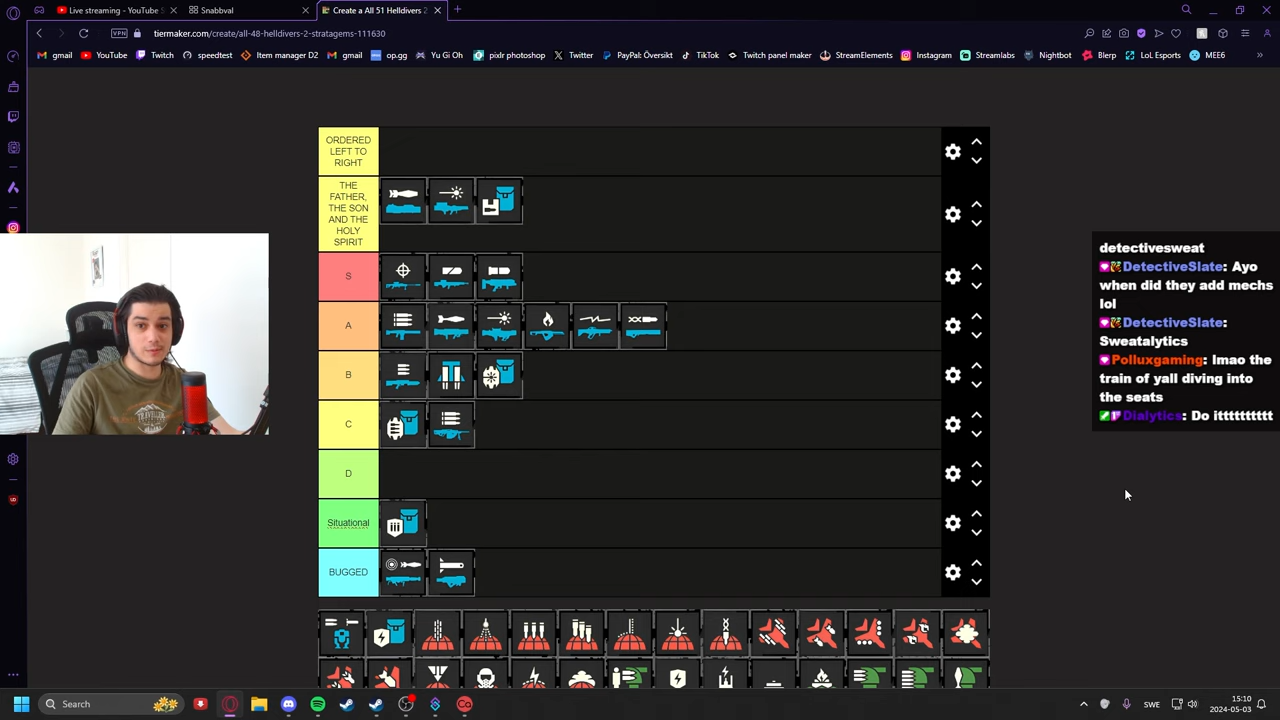 Live streaming - YouTube S
Snabbval
Create a All 51 Helldivers 2
VPN
tiermaker.com/create/all-48-helldivers-2-stratagems-111630
gmail
YouTube
Twitch
speedtest
Item manager D2
gmail
op.gg
Yu Gi Oh
pixlr photoshop
Twitter
PayPal: Översikt
TikTok
Twitch panel maker
StreamElements
Instagram
Streamlabs
Nightbot
Blerp
LoL Esports
MEE6
ORDERED
LEFT TO
RIGHT
THE
FATHER,
THE SON
AND THE
HOLY
SPIRIT
S
A
B
C
D
Situational
BUGGED
detectivesweat
DetectiveSlate: Ayo
when did they add mechs
lol
DetectiveSlate:
Sweatalytics
Polluxgaming: lmao the
train of yall diving into
the seats
Dialytics: Do itttttttttt
Search
SWE
15:10
2024-05-03